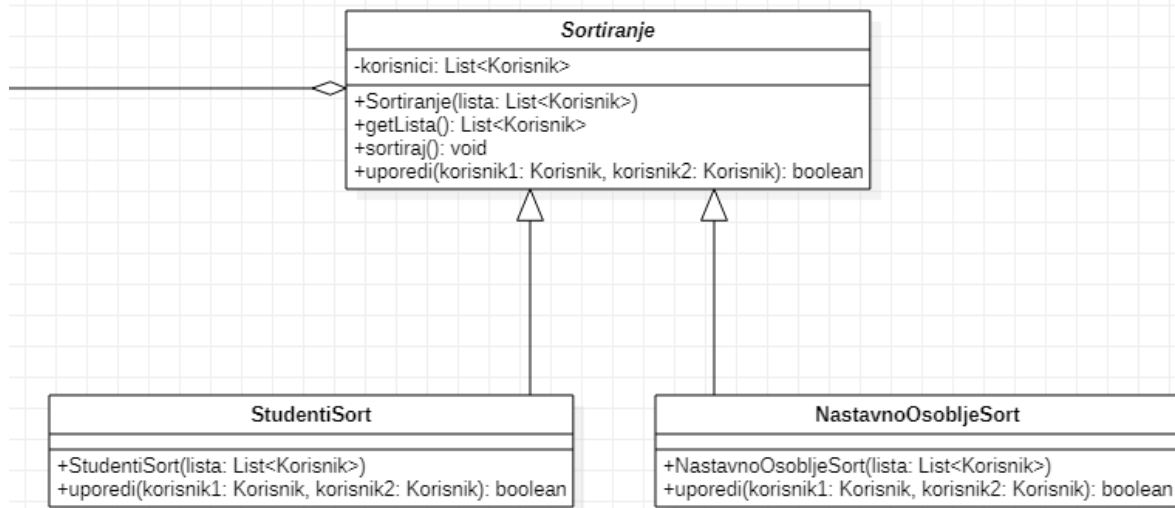 Sortiranje
-korisnici: List<Korisnik>
+Sortiranje(lista: List<Korisnik>)
+getLista(): List<Korisnik>
+sortiraj(): void
+uporedi(korisnik1: Korisnik, korisnik2: Korisnik): boolean
StudentiSort
+StudentiSort(lista: List<Korisnik>)
+uporedi(korisnik1: Korisnik, korisnik2: Korisnik): boolean
NastavnoOsobljeSort
+NastavnoOsobljeSort(lista: List<Korisnik>)
+uporedi(korisnik1: Korisnik, korisnik2: Korisnik): boolean